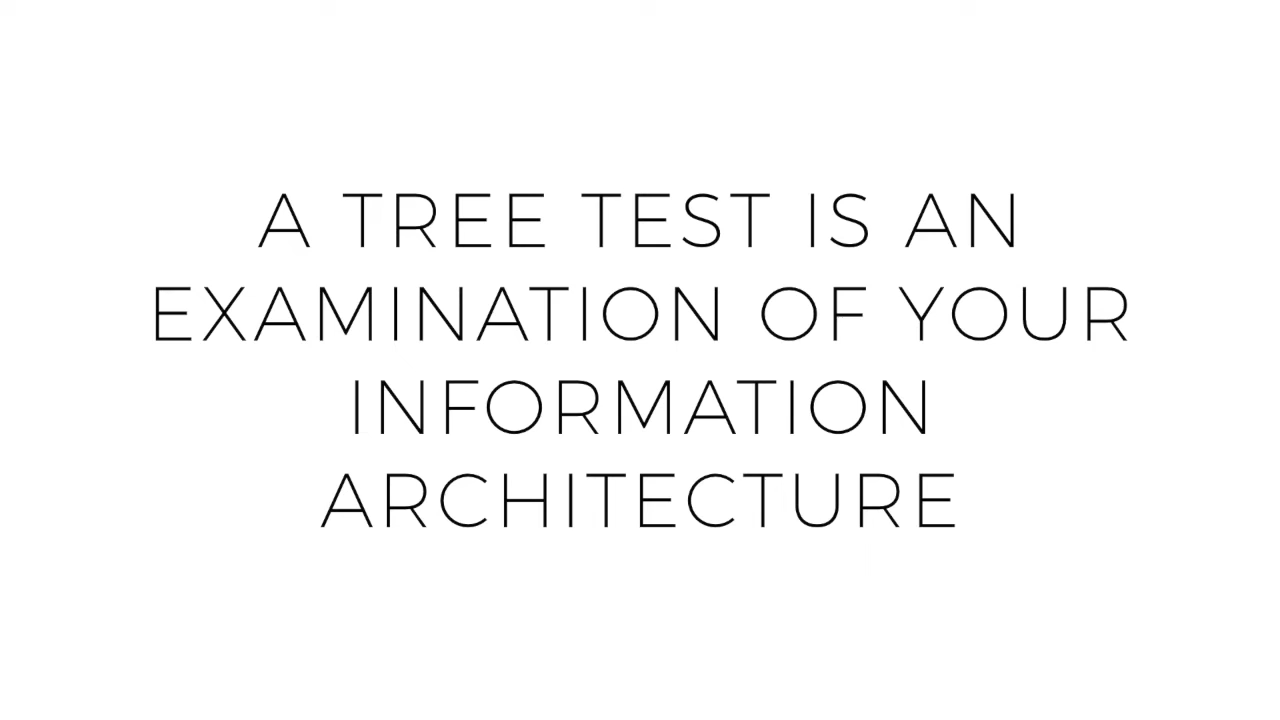 A TREE TEST IS AN
EXAMINATION OF YOUR
INFORMATION
ARCHITECTURE